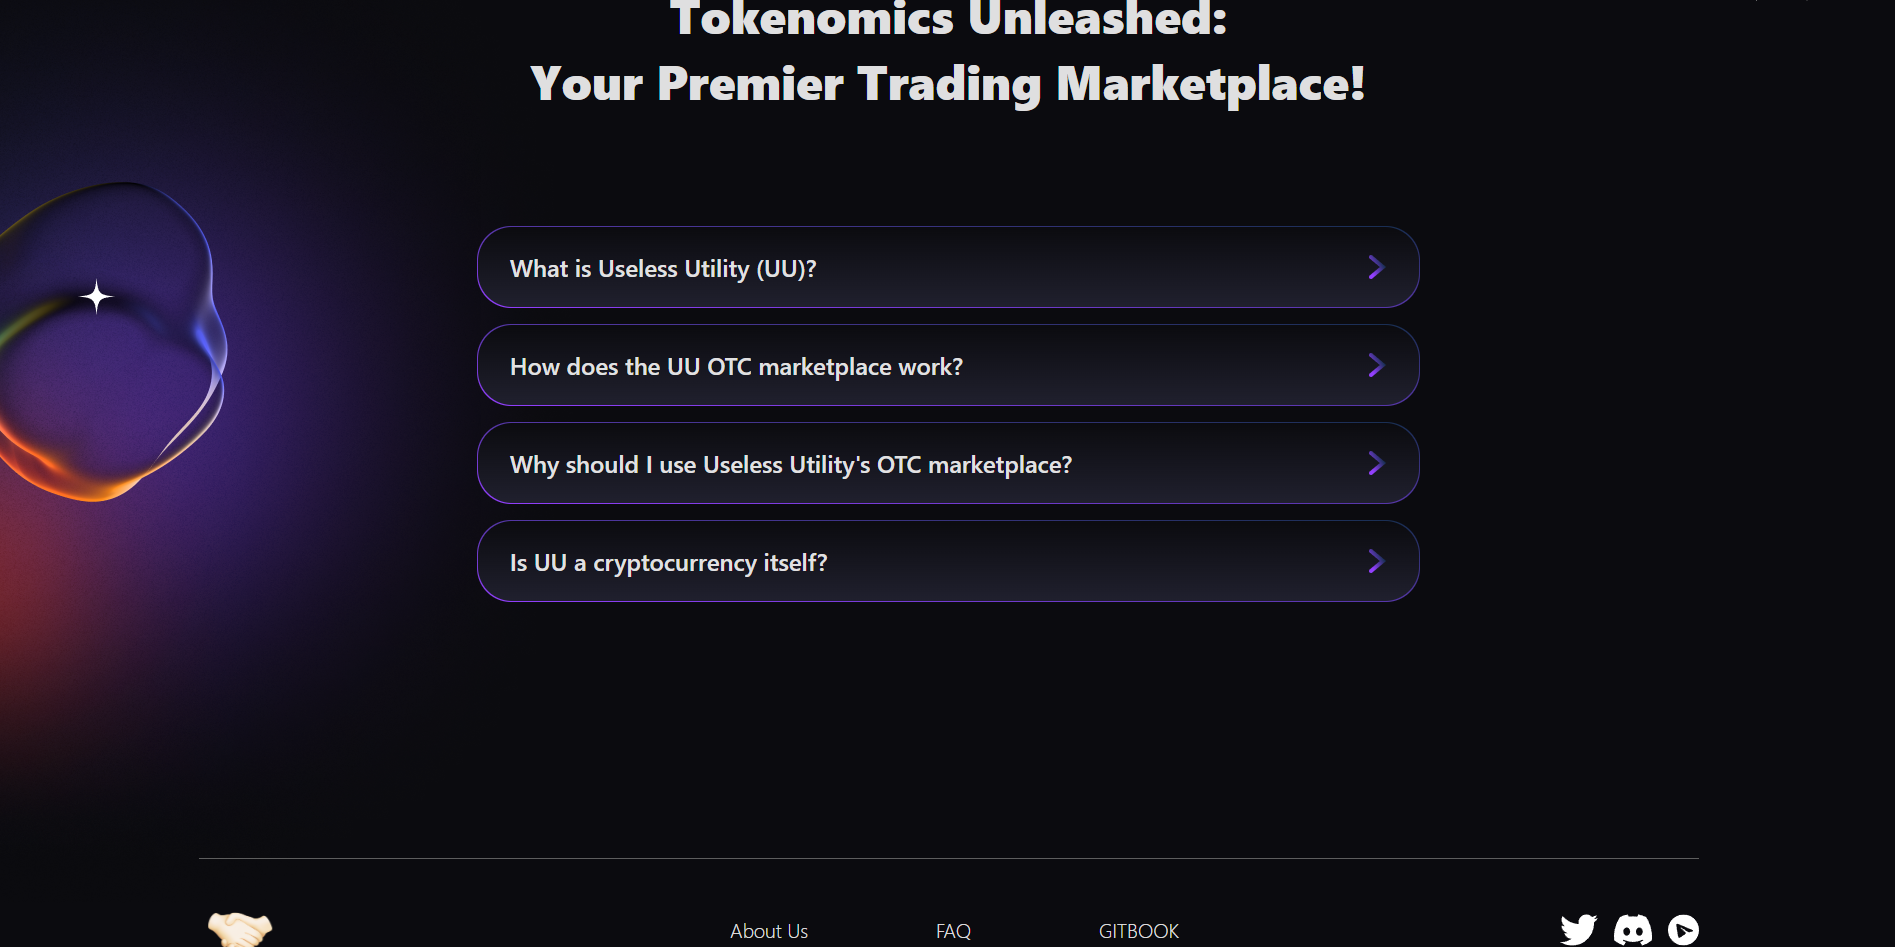 Tokenomics Unleashed:
Your Premier Trading Marketplace!
What is Useless Utility (UU)?
How does the UU OTC marketplace work?
Why should I use Useless Utility's OTC marketplace?
Is UU a cryptocurrency itself?
About Us
FAQ
GITBOOK